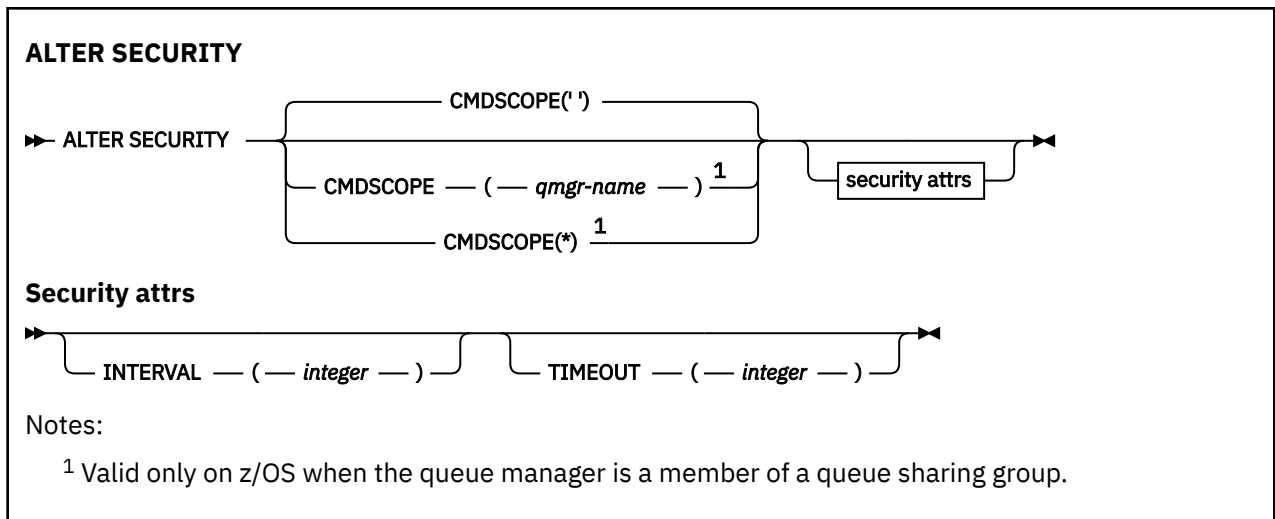 ALTER SECURITY
CMDSCOPE(' ')
ALTER SECURITY
security attrs
CMDSCOPE ( qmgr-name ) 1
CMDSCOPE(*) 1
Security attrs
INTERVAL ( integer ) TIMEOUT ( integer )
Notes:
1 Valid only on z/OS when the queue manager is a member of a queue sharing group.